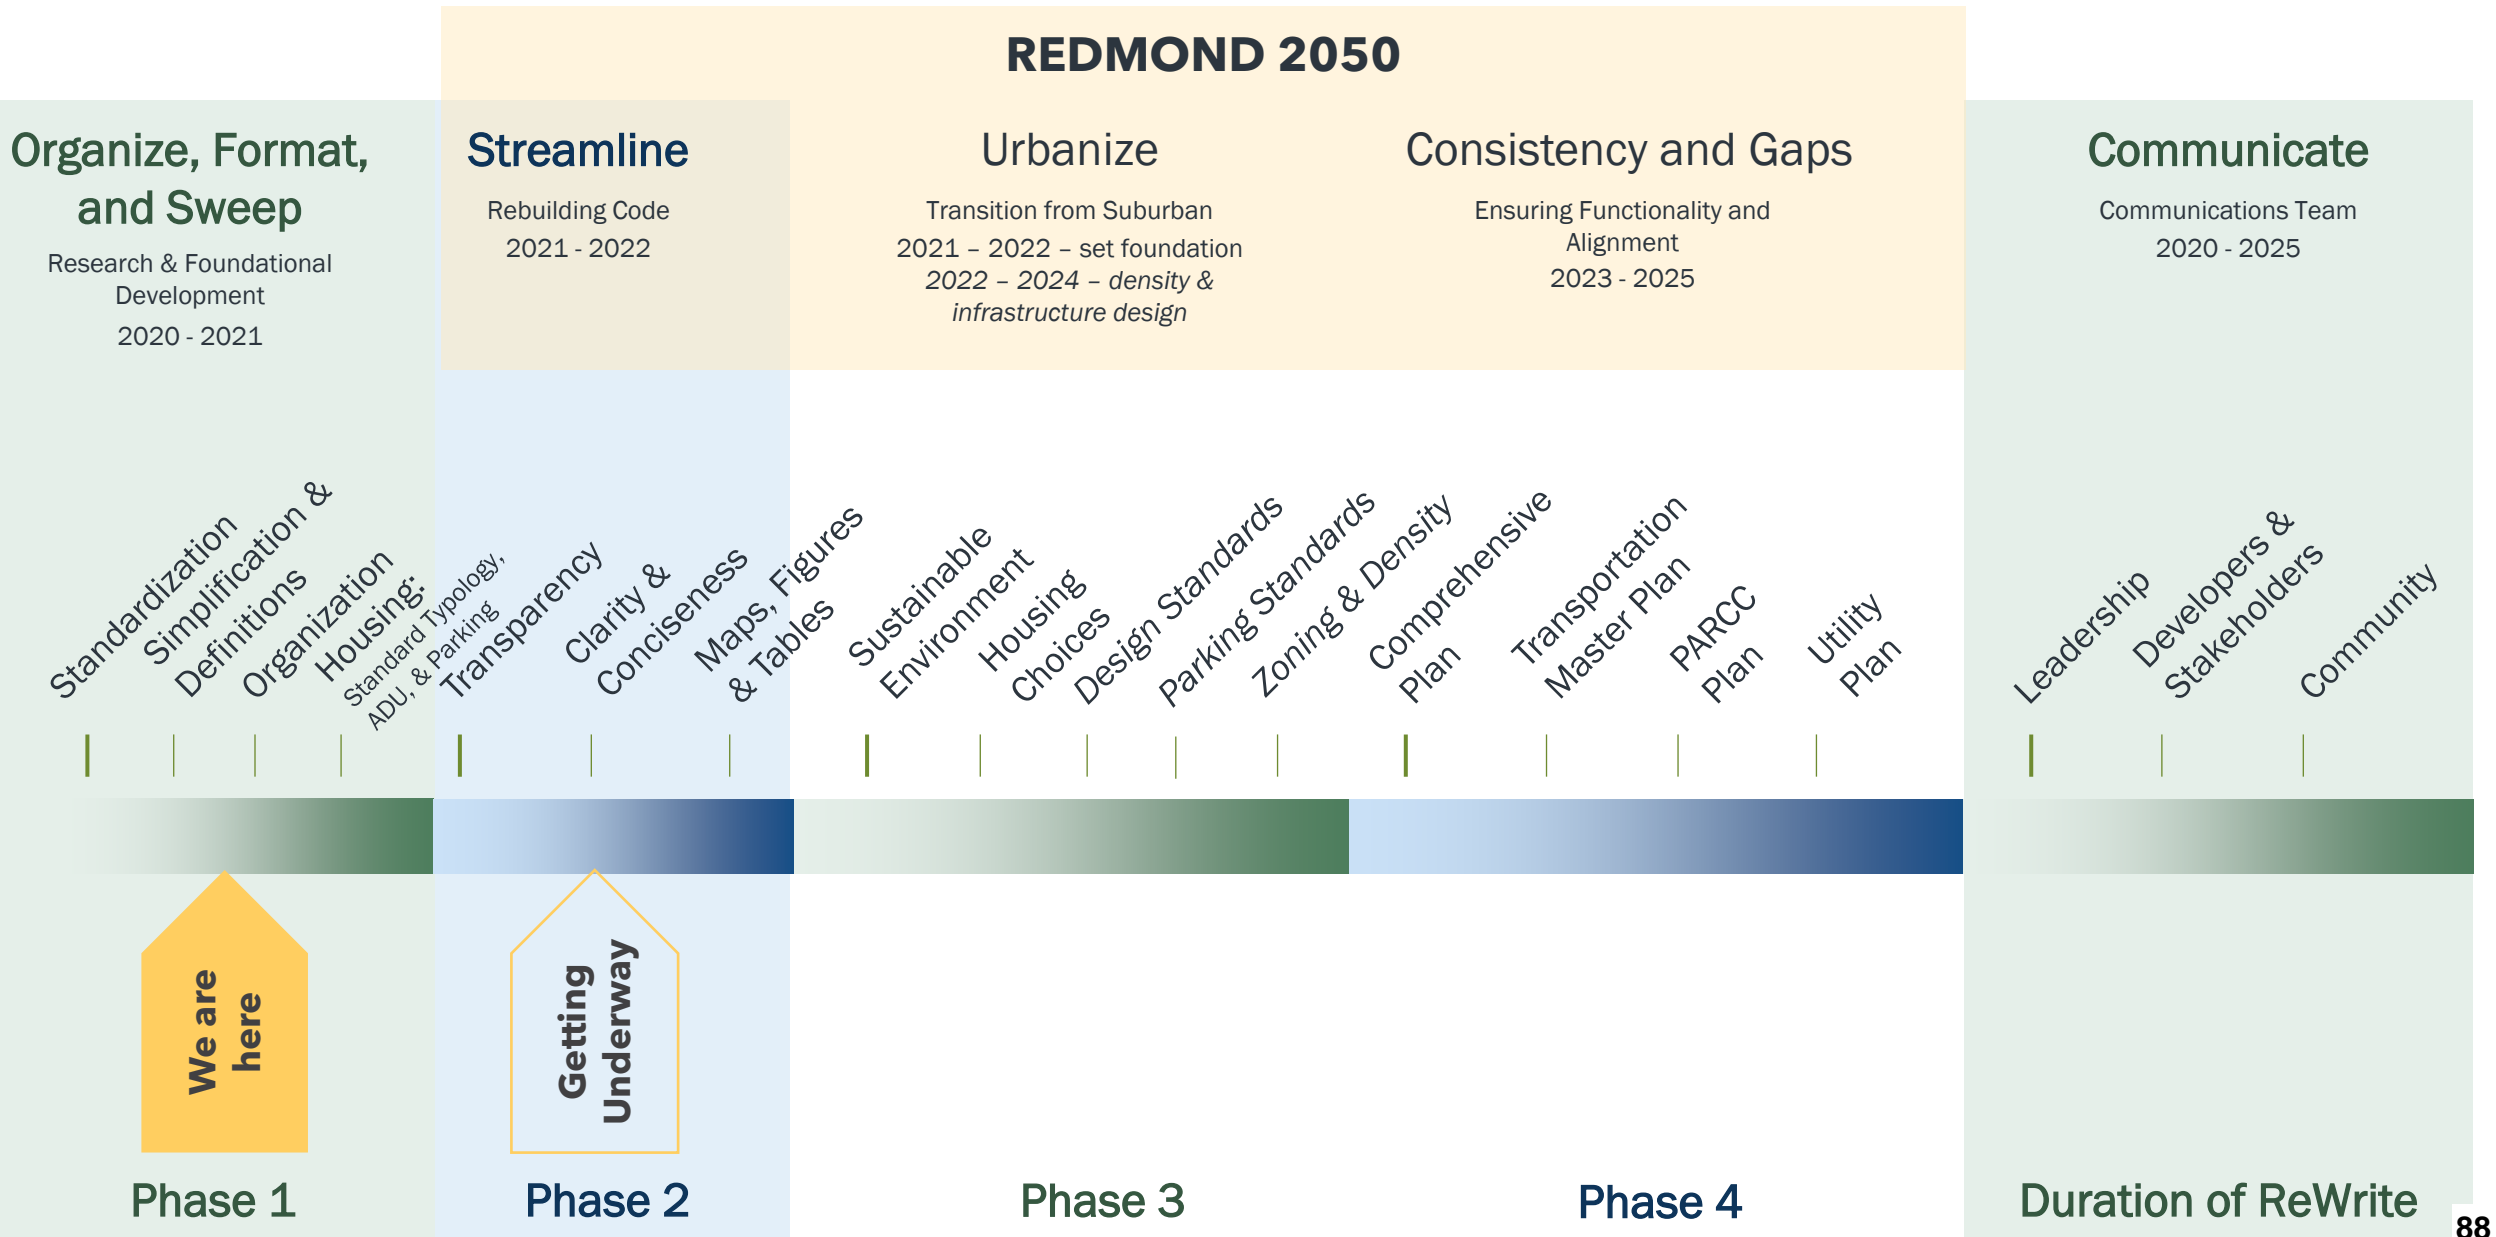 REDMOND 2050
Organize, Format,
and Sweep
Research & Foundational
Development
2020 - 2021
Streamline
Rebuilding Code
2021 - 2022
Urbanize
Transition from Suburban
2021 – 2022 – set foundation
2022 – 2024 – density &
infrastructure design
Consistency and Gaps
Ensuring Functionality and
Alignment
2023 - 2025
Communicate
Communications Team
2020 - 2025
Standardization
Simplification &
Definitions
Organization
Housing:
Standard Typology,
ADU, & Parking
Transparency
Clarity &
Conciseness
Maps, Figures
& Tables
Sustainable
Environment
Housing
Choices
Design Standards
Parking Standards
Zoning & Density
Comprehensive
Plan
Transportation
Master Plan
PARCC
Plan
Utility
Plan
Leadership
Developers &
Stakeholders
Community
We are
here
Getting
Underway
Phase 1
Phase 2
Phase 3
Phase 4
Duration of ReWrite
88